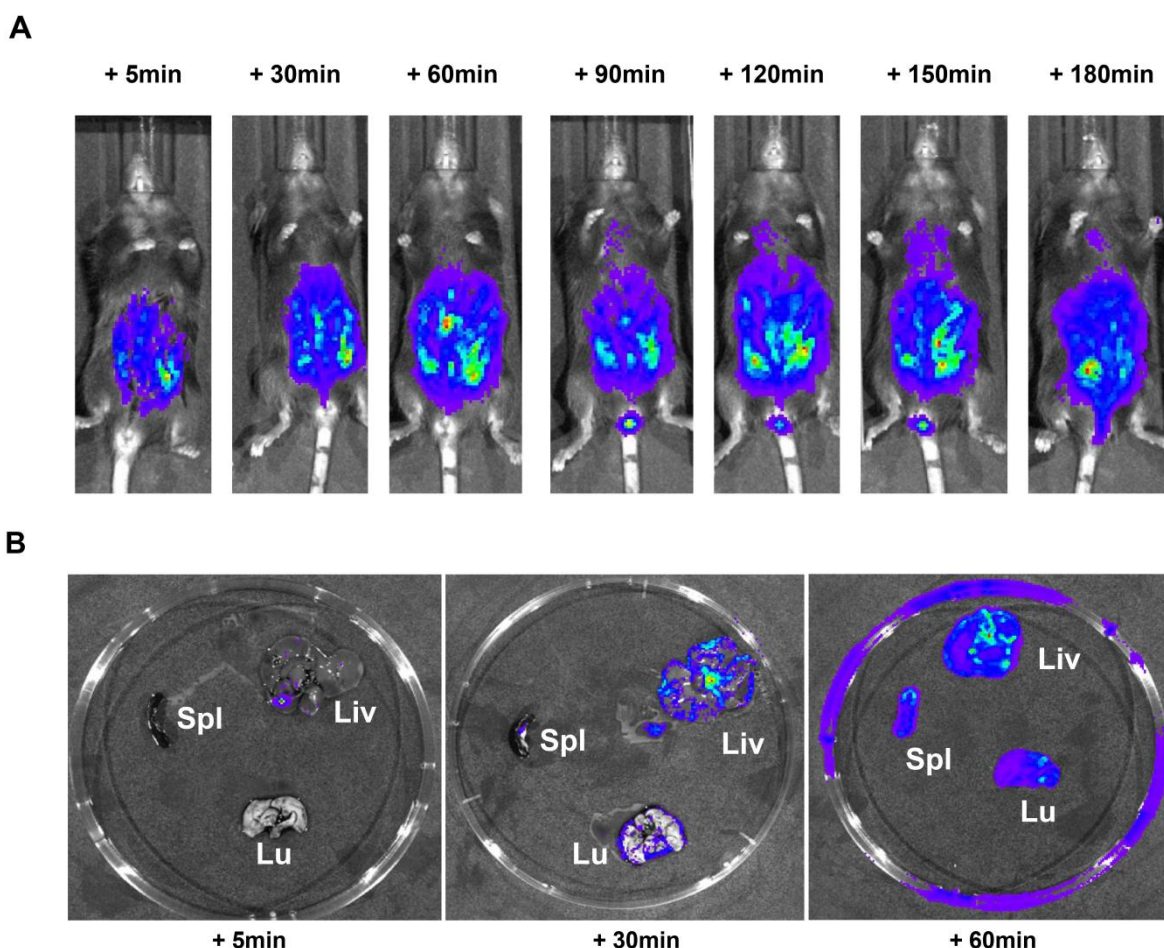 A
+ 5min + 30min + 60min + 90min + 120min + 150min + 180min
B
Spl Liv Lu
Spl Liv Lu
Liv Spl Lu
+ 5min + 30min + 60min